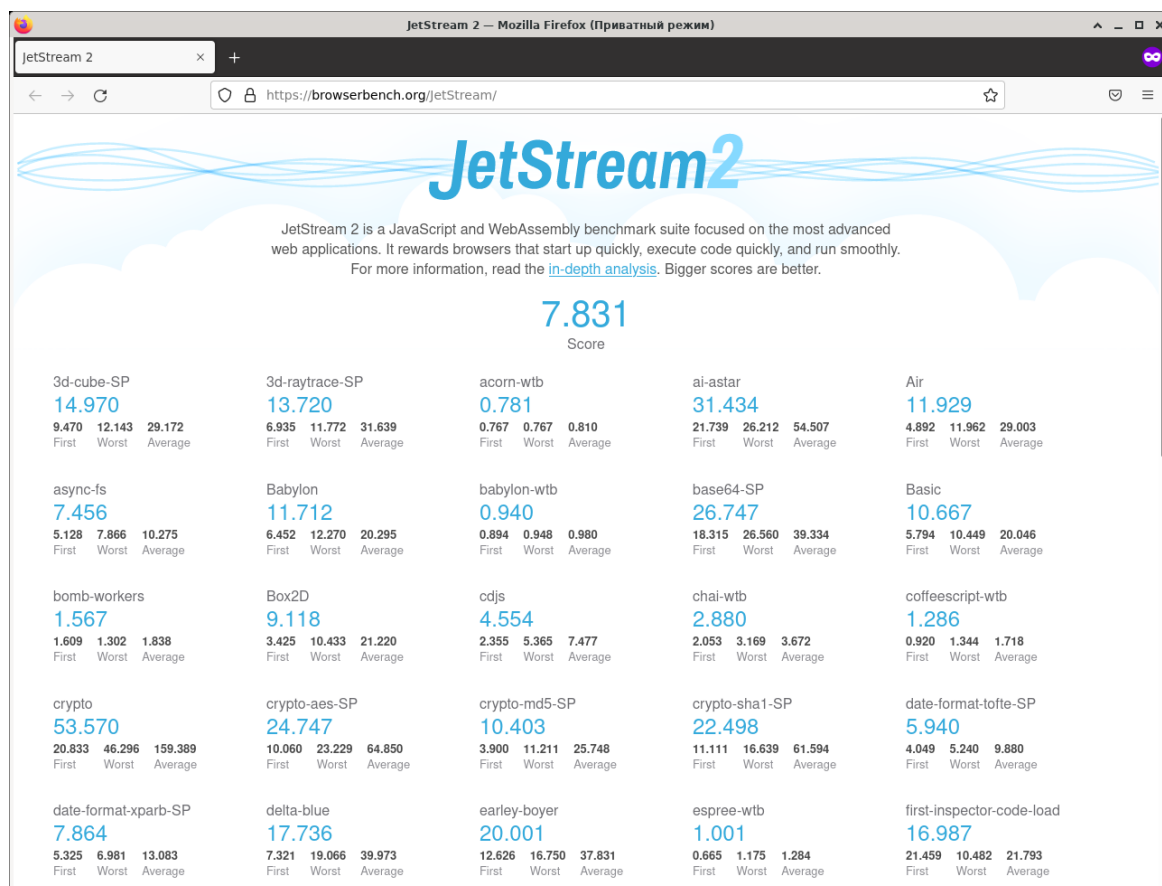 JetStream 2 — Mozilla Firefox (Приватный режим)
JetStream 2
https://browserbench.org/JetStream/
JetStream2
JetStream 2 is a JavaScript and WebAssembly benchmark suite focused on the most advanced
web applications. It rewards browsers that start up quickly, execute code quickly, and run smoothly.
For more information, read the in-depth analysis. Bigger scores are better.
7.831
Score
3d-cube-SP 3d-raytrace-SP acorn-wtb ai-astar Air
14.970 13.720 0.781 31.434 11.929
9.470 12.143 29.172 6.935 11.772 31.639 0.767 0.767 0.810 21.739 26.212 54.507 4.892 11.962 29.003
First Worst Average First Worst Average First Worst Average First Worst Average First Worst Average
async-fs Babylon babylon-wtb base64-SP Basic
7.456 11.712 0.940 26.747 10.667
5.128 7.866 10.275 6.452 12.270 20.295 0.894 0.948 0.980 18.315 26.560 39.334 5.794 10.449 20.046
First Worst Average First Worst Average First Worst Average First Worst Average First Worst Average
bomb-workers Box2D cdjs chai-wtb coffeescript-wtb
1.567 9.118 4.554 2.880 1.286
1.609 1.302 1.838 3.425 10.433 21.220 2.355 5.365 7.477 2.053 3.169 3.672 0.920 1.344 1.718
First Worst Average First Worst Average First Worst Average First Worst Average First Worst Average
crypto crypto-aes-SP crypto-md5-SP crypto-sha1-SP date-format-tofte-SP
53.570 24.747 10.403 22.498 5.940
20.833 46.296 159.389 10.060 23.229 64.850 3.900 11.211 25.748 11.111 16.639 61.594 4.049 5.240 9.880
First Worst Average First Worst Average First Worst Average First Worst Average First Worst Average
date-format-xparb-SP delta-blue earley-boyer espree-wtb first-inspector-code-load
7.864 17.736 20.001 1.001 16.987
5.325 6.981 13.083 7.321 19.066 39.973 12.626 16.750 37.831 0.665 1.175 1.284 21.459 10.482 21.793
First Worst Average First Worst Average First Worst Average First Worst Average First Worst Average